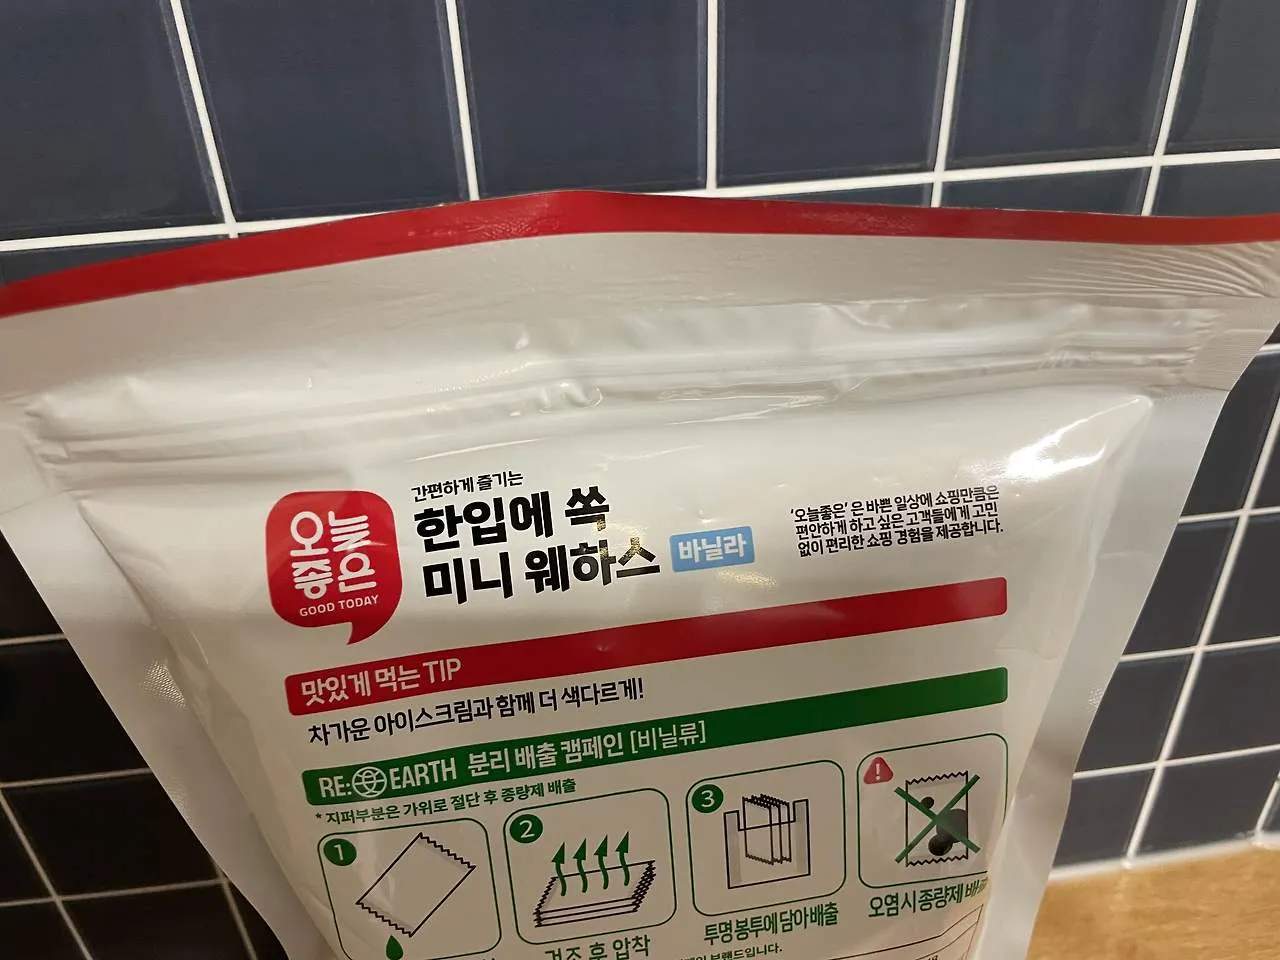 오늘
좋은
GOOD TODAY
간편하게 즐기는
한입에 쏙
미니 웨하스
바닐라
'오늘좋은' 은 바쁜 일상에 쇼핑만큼은
편안하게 하고 싶은 고객들에게 고민
없이 편리한 쇼핑 경험을 제공합니다.
맛있게 먹는 TIP
차가운 아이스크림과 함께 더 색다르게!
RE: EARTH 분리 배출 캠페인 [비닐류]
* 지퍼부분은 가위로 절단 후 종량제 배출
1
2
3
!
건조 후 압착
투명 봉투에 담아 배출
오염 시 종량제 배출
브랜드입니다.